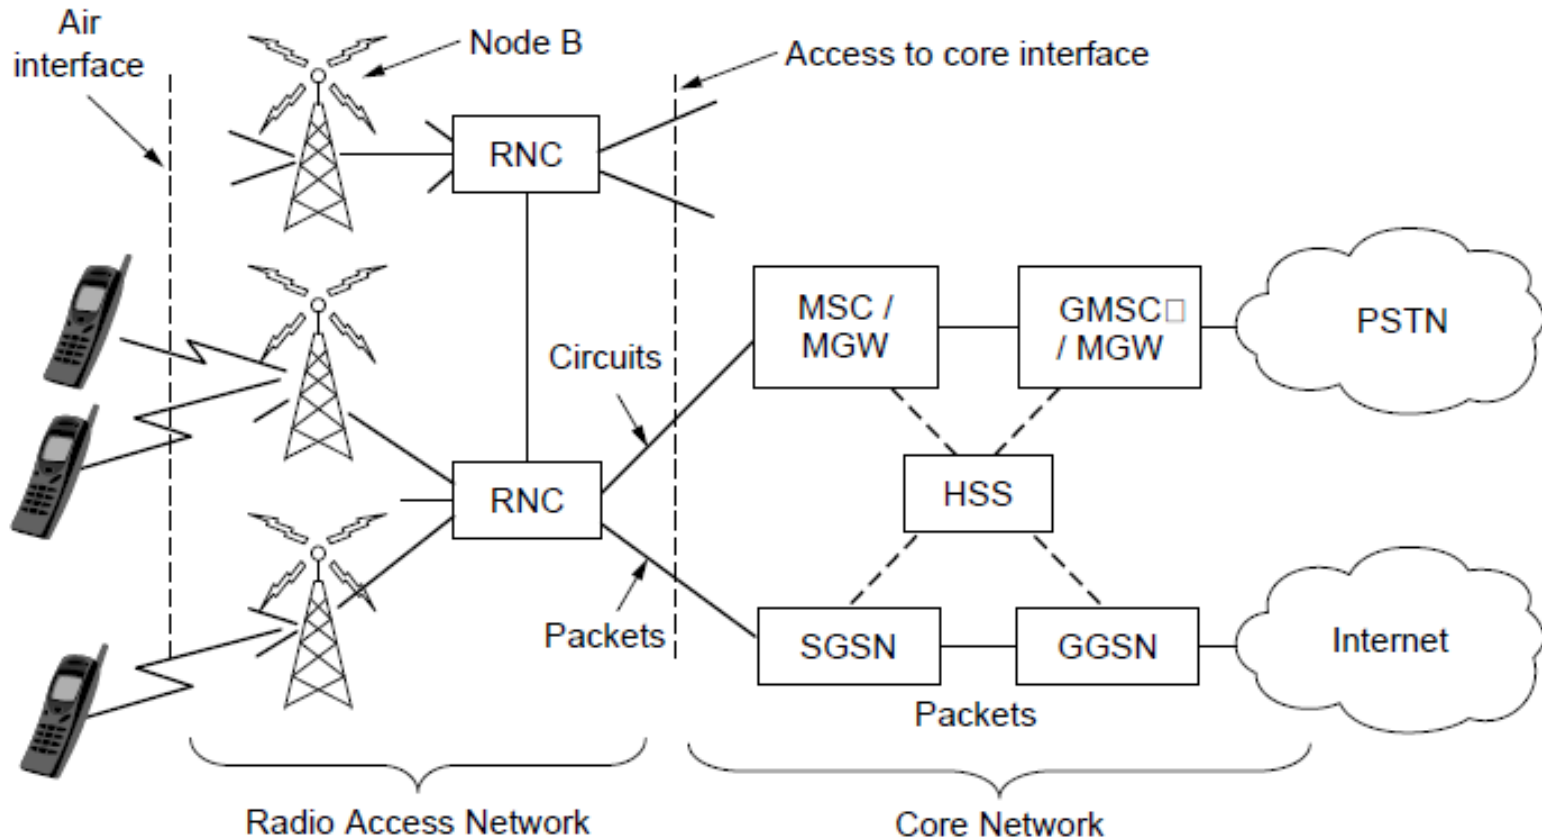 Air
interface
Node B
Access to core interface
RNC
MSC /
MGW
GMSC□
/ MGW
PSTN
Circuits
RNC
HSS
Packets
SGSN
GGSN
Internet
Packets
Radio Access Network
Core Network